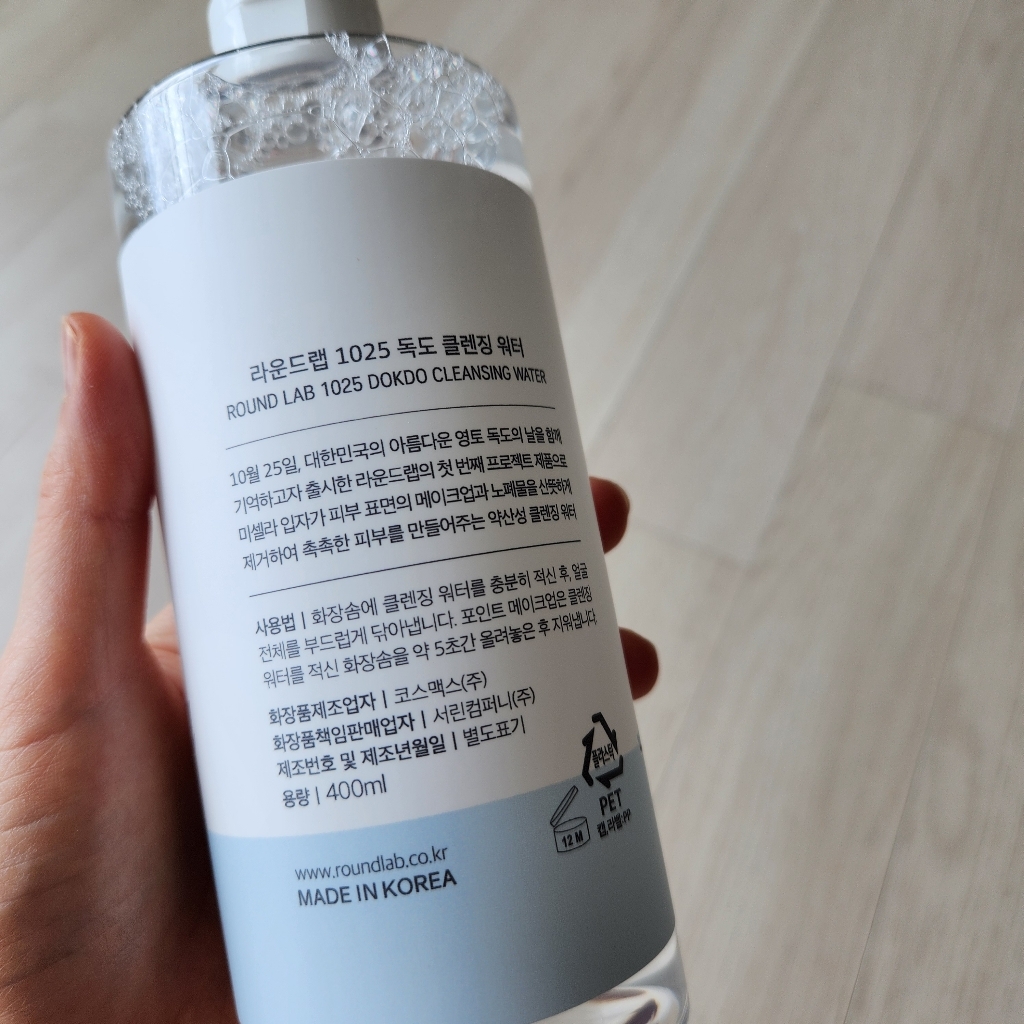 라운드랩 1025 독도 클렌징 워터
ROUND LAB 1025 DOKDO CLEANSING WATER
10월 25일, 대한민국의 아름다운 영토 독도의 날을 함께
기억하고자 출시한 라운드랩의 첫 번째 프로젝트 제품으로
마셀라 입자가 피부 표면의 메이크업과 노폐물을 산뜻하게
제거하여 촉촉한 피부를 만들어주는 약산성 클렌징 워터
사용법 | 화장솜에 클렌징 워터를 충분히 적신 후, 얼굴
전체를 부드럽게 닦아냅니다. 포인트 메이크업은 클렌징
워터를 적신 화장솜을 약 5초간 올려놓은 후 지워냅니다.
화장품제조업자 | 코스맥스(주)
화장품책임판매업자 | 서린컴퍼니(주)
제조번호 및 제조년월일 | 별도표기
용량 | 400ml
플라스틱
PET
캡,라벨:PP
12 M
www.roundlab.co.kr
MADE IN KOREA